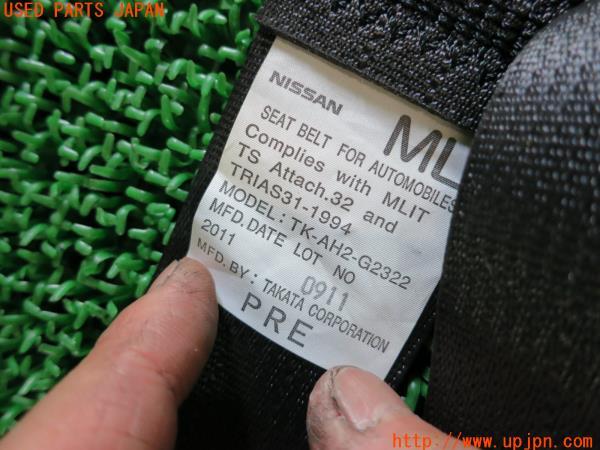 USED PARTS JAPAN
NISSAN
ML
SEAT BELT FOR AUTOMOBILES
Complies with MLIT
TS Attach.32 and
TRIAS31-1994
MODEL: TK-AH2-G2322
MFD.DATE LOT NO
2011 0911
MFD.BY: TAKATA CORPORATION
PRE
http://www.upjpn.com